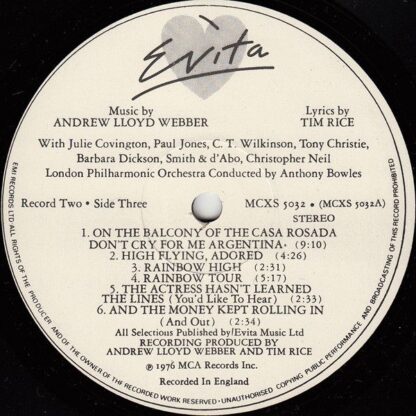 Evita
Music by
ANDREW LLOYD WEBBER
Lyrics by
TIM RICE
With Julie Covington, Paul Jones, C. T. Wilkinson, Tony Christie,
Barbara Dickson, Smith & d'Abo, Christopher Neil
London Philharmonic Orchestra Conducted by Anthony Bowles
Record Two • Side Three
MCXS 5032 • (MCXS 5032A)
STEREO
1. ON THE BALCONY OF THE CASA ROSADA
DON'T CRY FOR ME ARGENTINA • (9:10)
2. HIGH FLYING, ADORED (4:26)
3. RAINBOW HIGH (2:31)
4. RAINBOW TOUR (5:17)
5. THE ACTRESS HASN'T LEARNED
THE LINES (You'd Like To Hear) (2:33)
6. AND THE MONEY KEPT ROLLING IN
(And Out) (2:34)
All Selections Published by/Evita Music Ltd
RECORDING PRODUCED BY
ANDREW LLOYD WEBBER AND TIM RICE
℗ 1976 MCA Records Inc.
Recorded In England
EMI RECORDS LTD ALL RIGHTS OF THE PRODUCER AND OF THE OWNER OF THE RECORDED WORK RESERVED · UNAUTHORISED COPYING PUBLIC PERFORMANCE AND BROADCASTING OF THIS RECORD PROHIBITED